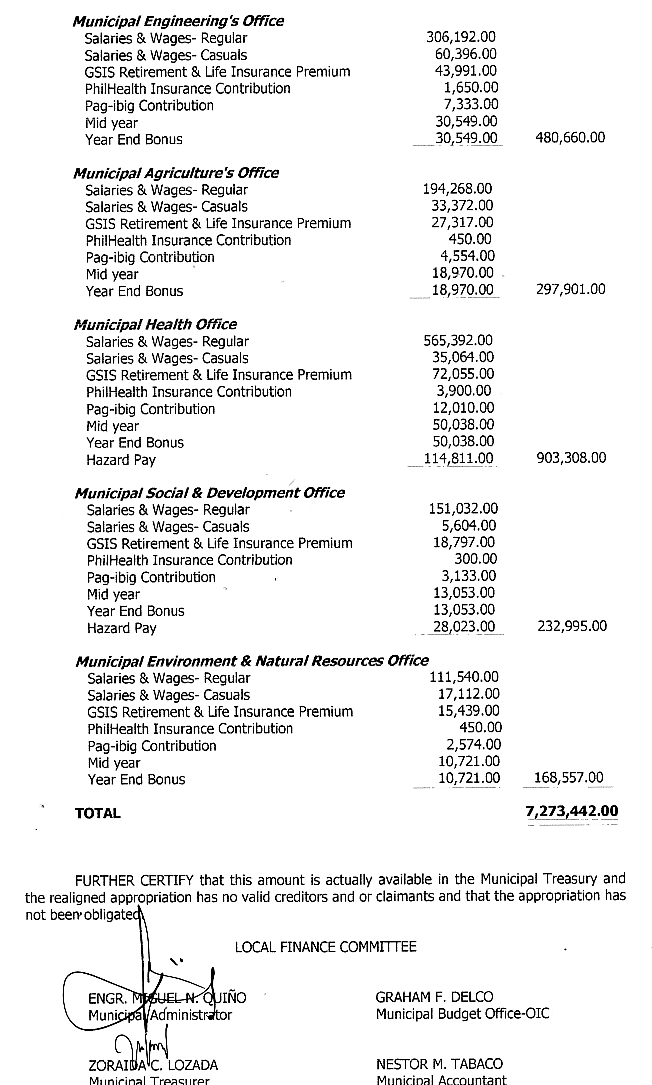 Municipal Engineering's Office
Salaries & Wages- Regular 306,192.00
Salaries & Wages- Casuals 60,396.00
GSIS Retirement & Life Insurance Premium 43,991.00
PhilHealth Insurance Contribution 1,650.00
Pag-ibig Contribution 7,333.00
Mid year 30,549.00
Year End Bonus 30,549.00 480,660.00
Municipal Agriculture's Office
Salaries & Wages- Regular 194,268.00
Salaries & Wages- Casuals 33,372.00
GSIS Retirement & Life Insurance Premium 27,317.00
PhilHealth Insurance Contribution 450.00
Pag-ibig Contribution 4,554.00
Mid year 18,970.00
Year End Bonus 18,970.00 297,901.00
Municipal Health Office
Salaries & Wages- Regular 565,392.00
Salaries & Wages- Casuals 35,064.00
GSIS Retirement & Life Insurance Premium 72,055.00
PhilHealth Insurance Contribution 3,900.00
Pag-ibig Contribution 12,010.00
Mid year 50,038.00
Year End Bonus 50,038.00
Hazard Pay 114,811.00 903,308.00
Municipal Social & Development Office
Salaries & Wages- Regular 151,032.00
Salaries & Wages- Casuals 5,604.00
GSIS Retirement & Life Insurance Premium 18,797.00
PhilHealth Insurance Contribution 300.00
Pag-ibig Contribution 3,133.00
Mid year 13,053.00
Year End Bonus 13,053.00
Hazard Pay 28,023.00 232,995.00
Municipal Environment & Natural Resources Office
Salaries & Wages- Regular 111,540.00
Salaries & Wages- Casuals 17,112.00
GSIS Retirement & Life Insurance Premium 15,439.00
PhilHealth Insurance Contribution 450.00
Pag-ibig Contribution 2,574.00
Mid year 10,721.00
Year End Bonus 10,721.00 168,557.00
TOTAL 7,273,442.00
FURTHER CERTIFY that this amount is actually available in the Municipal Treasury and
the realigned appropriation has no valid creditors and or claimants and that the appropriation has
not been obligated
LOCAL FINANCE COMMITTEE
ENGR. MIGUEL N. QUIÑO GRAHAM F. DELCO
Municipal Administrator Municipal Budget Office-OIC
ZORAIDA C. LOZADA NESTOR M. TABACO
Municipal Treasurer Municipal Accountant